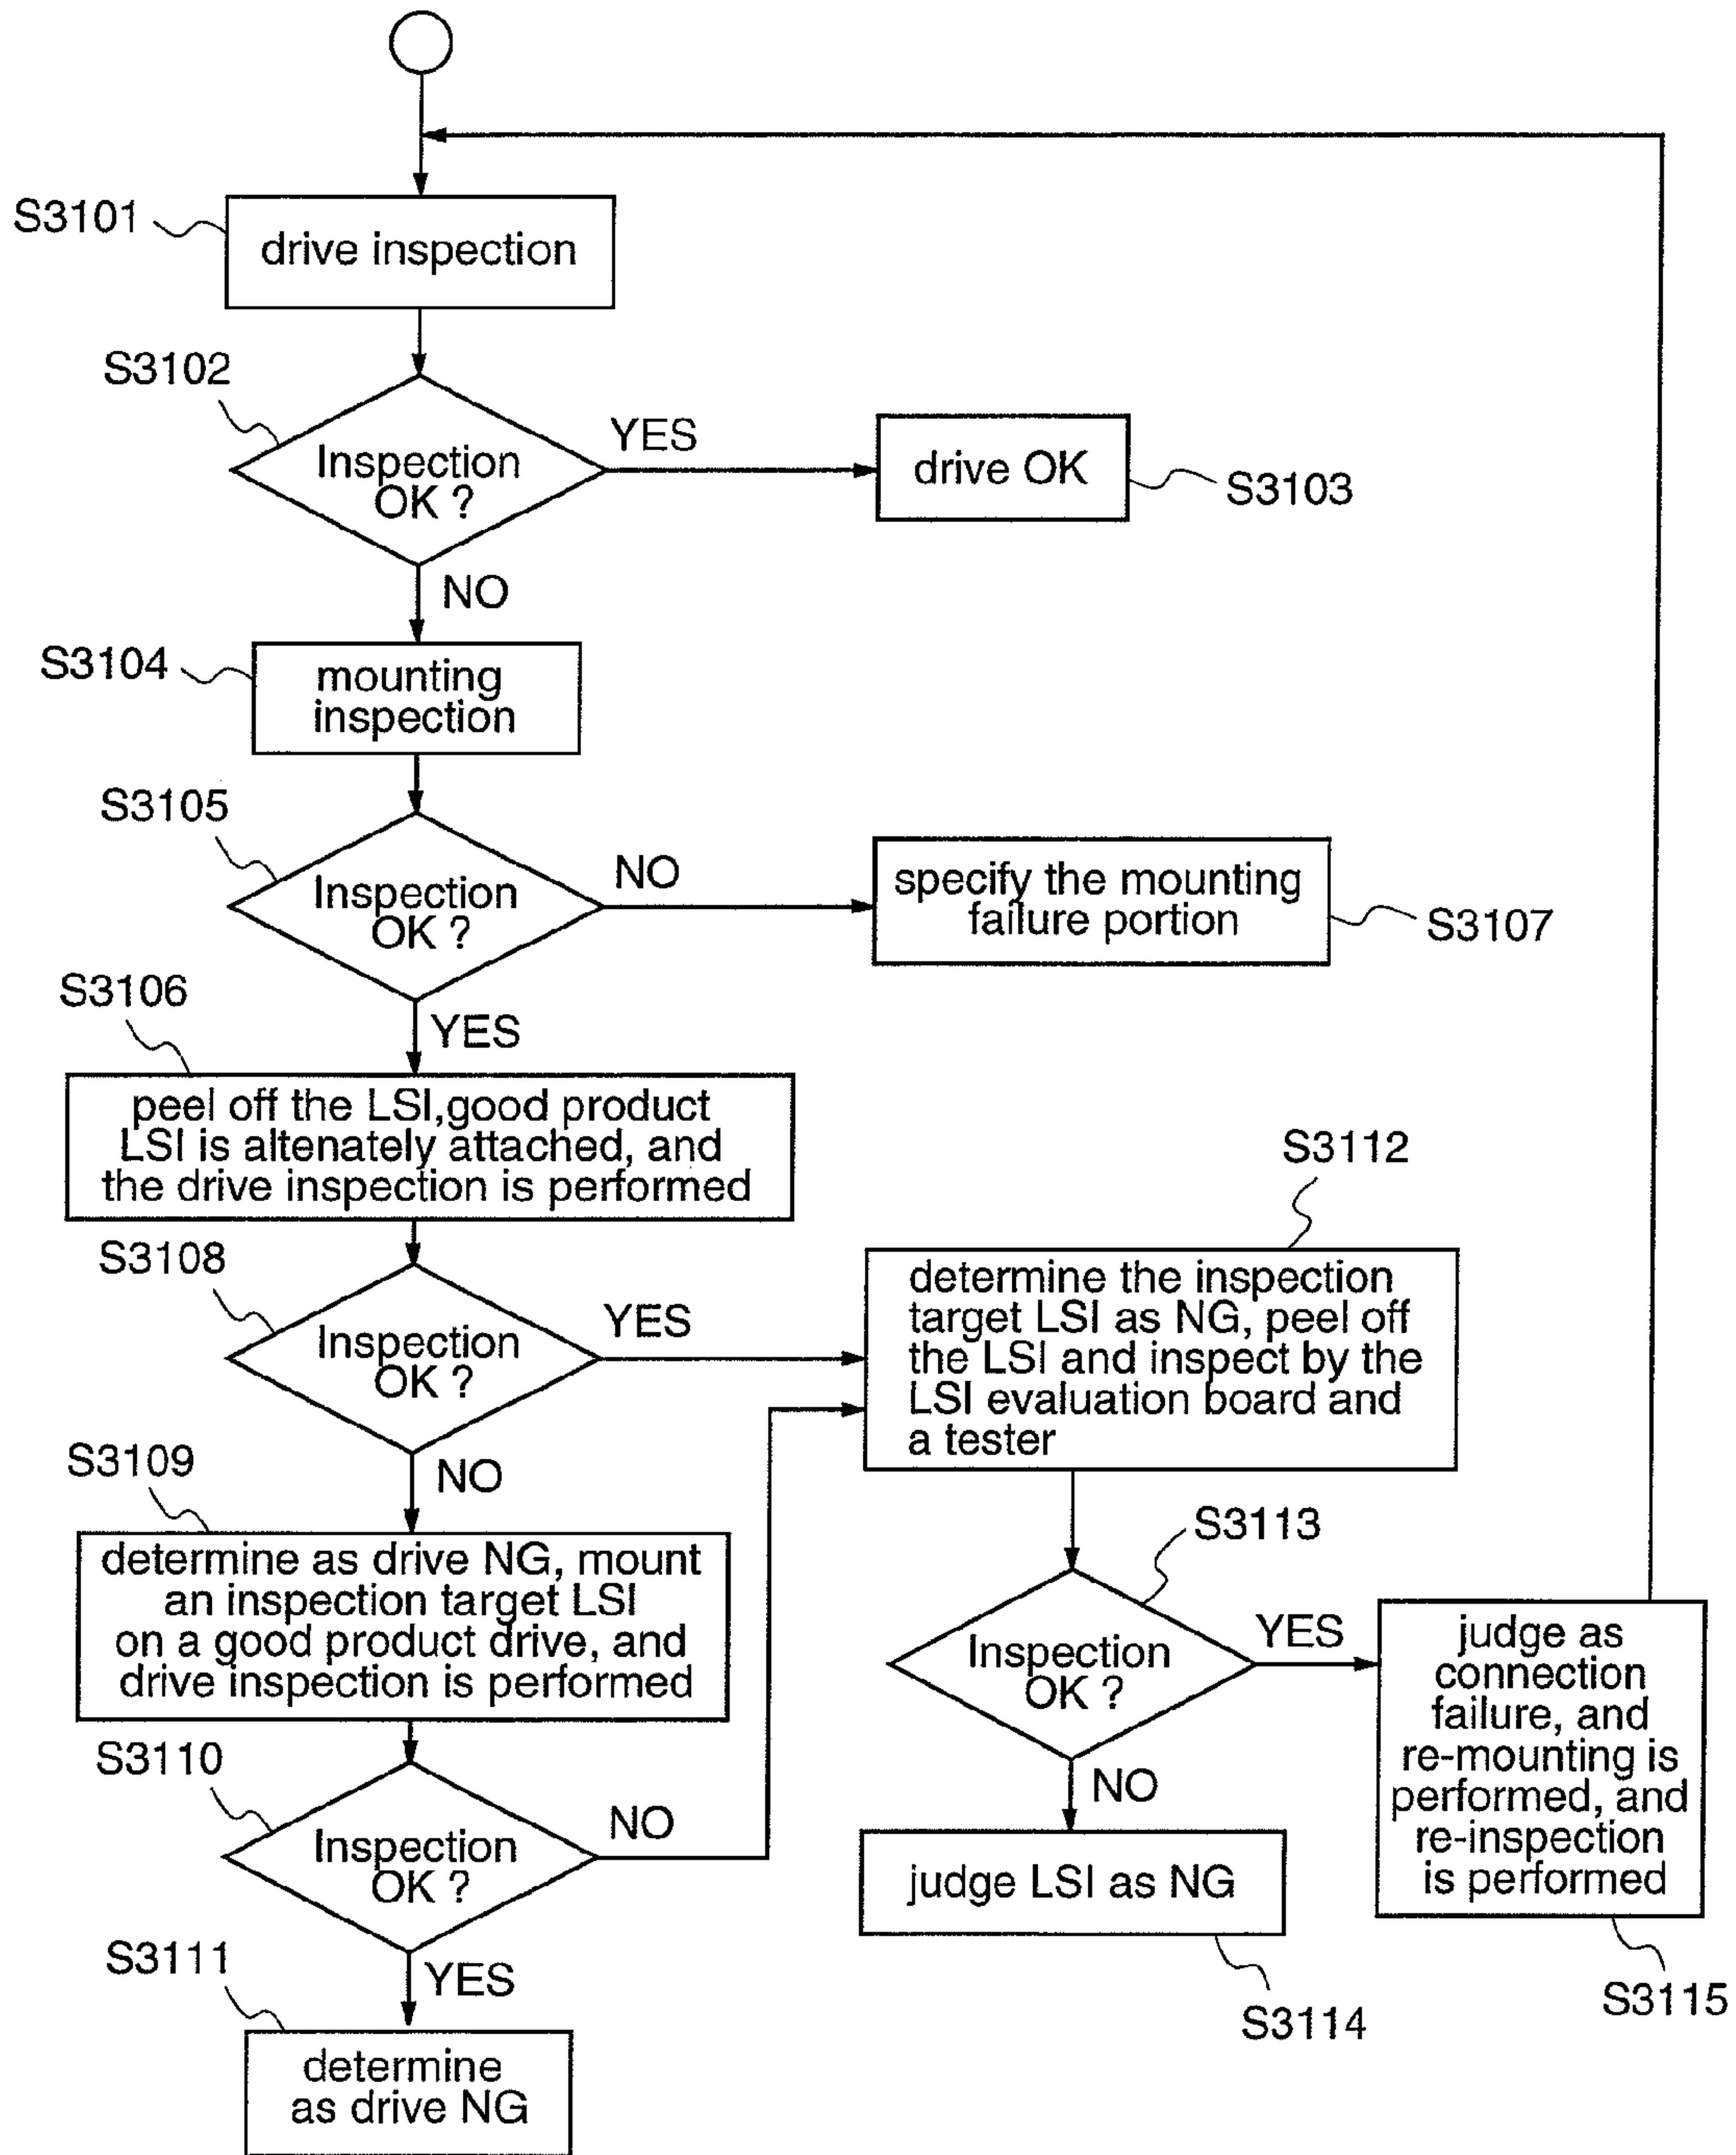 S3101
drive inspection
S3102
Inspection
OK ?
YES
drive OK
S3103
NO
S3104
mounting
inspection
S3105
Inspection
OK ?
NO
specify the mounting
failure portion
S3107
S3106
YES
peel off the LSI,good product
LSI is altenately attached, and
the drive inspection is performed
S3108
Inspection
OK ?
YES
S3112
determine the inspection
target LSI as NG, peel off
the LSI and inspect by the
LSI evaluation board and
a tester
NO
S3109
determine as drive NG, mount
an inspection target LSI
on a good product drive, and
drive inspection is performed
S3113
Inspection
OK ?
YES
judge as
connection
failure, and
re-mounting is
performed, and
re-inspection
is performed
S3115
NO
judge LSI as NG
S3114
S3110
Inspection
OK ?
NO
S3111
YES
determine
as drive NG